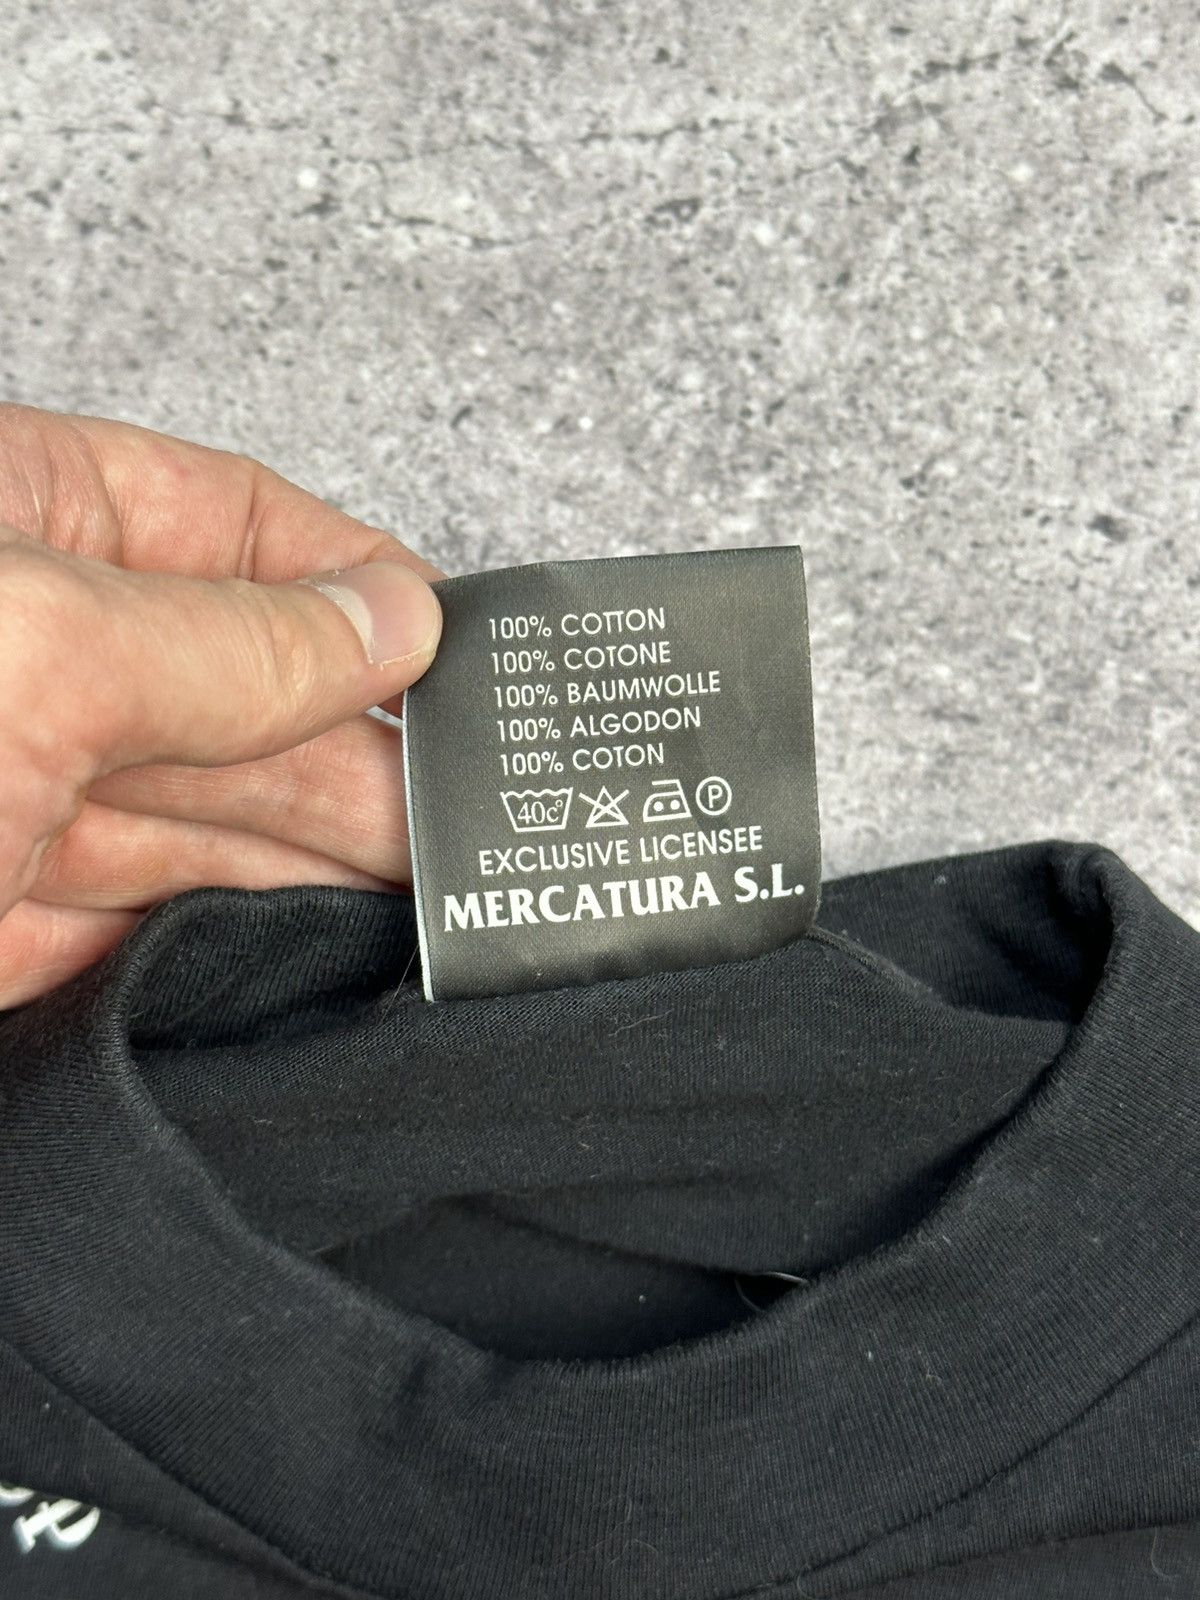 100% COTTON
100% COTONE
100% BAUMWOLLE
100% ALGODON
100% COTON
40c° P
EXCLUSIVE LICENSEE
MERCATURA S.L.